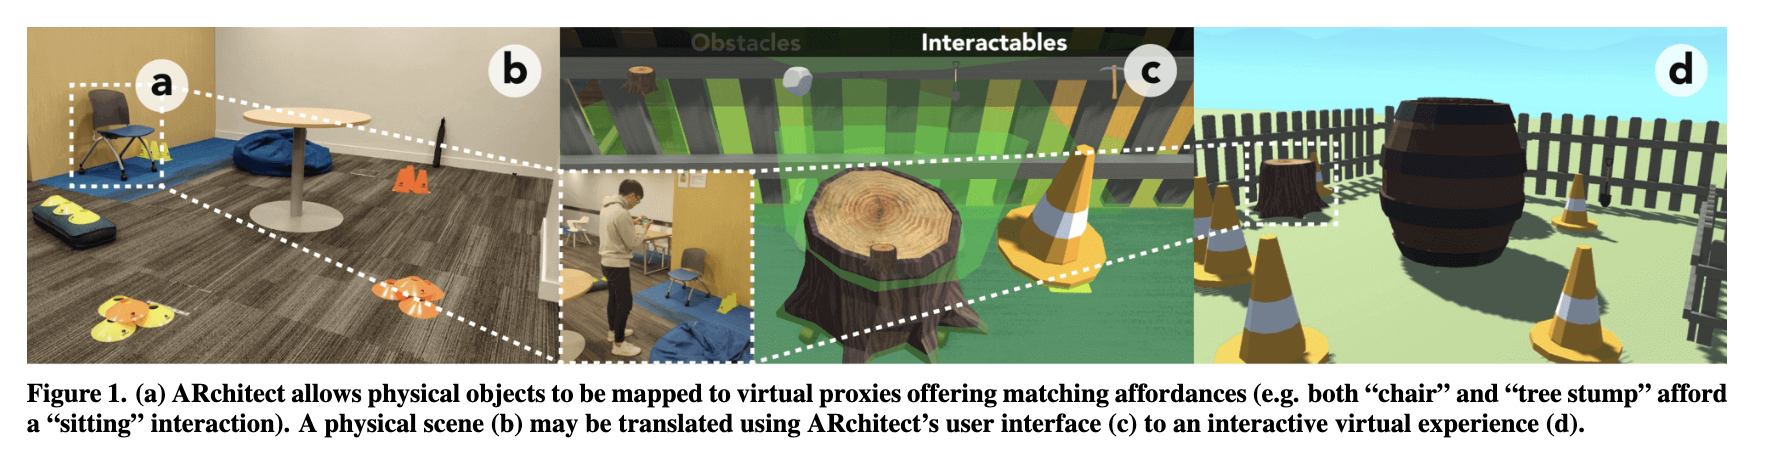 a
b
Obstacles
Interactables
c
d
Figure 1. (a) ARchitect allows physical objects to be mapped to virtual proxies offering matching affordances (e.g. both “chair” and “tree stump” afford
a “sitting” interaction). A physical scene (b) may be translated using ARchitect’s user interface (c) to an interactive virtual experience (d).